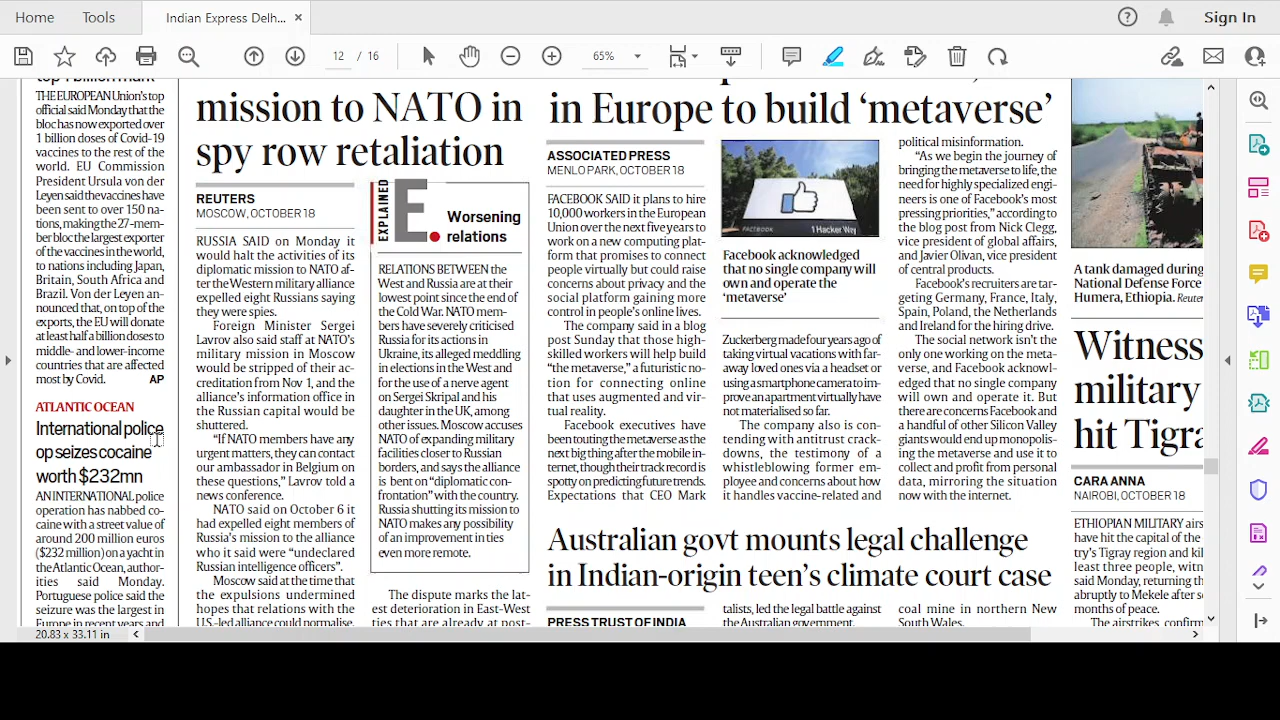 Home
Tools
Indian Express Delh...
Sign In
12 / 16
65%
top 1 billion mark
THE EUROPEAN Union's top
official said Monday that the
bloc has now exported over
1 billion doses of Covid-19
vaccines to the rest of the
world. EU Commission
President Ursula von der
Leyen said the vaccines have
been sent to over 150 na-
tions, making the 27-mem-
ber bloc the largest exporter
of the vaccines in the world,
to nations including Japan,
Britain, South Africa and
Brazil. Von der Leyen an-
nounced that, on top of the
exports, the EU will donate
at least half a billion doses to
middle- and lower-income
countries that are affected
most by Covid. AP
ATLANTIC OCEAN
International police
op seizes cocaine
worth $232mn
AN INTERNATIONAL police
operation has nabbed co-
caine with a street value of
around 200 million euros
($232 million) on a yacht in
the Atlantic Ocean, author-
ities said Monday.
Portuguese police said the
seizure was the largest in
Europe in recent years and
mission to NATO in
spy row retaliation
REUTERS
MOSCOW, OCTOBER 18
RUSSIA SAID on Monday it
would halt the activities of its
diplomatic mission to NATO af-
ter the Western military alliance
expelled eight Russians saying
they were spies.
Foreign Minister Sergei
Lavrov also said staff at NATO's
military mission in Moscow
would be stripped of their ac-
creditation from Nov 1, and the
alliance's information office in
the Russian capital would be
shuttered.
"If NATO members have any
urgent matters, they can contact
our ambassador in Belgium on
these questions," Lavrov told a
news conference.
NATO said on October 6 it
had expelled eight members of
Russia's mission to the alliance
who it said were "undeclared
Russian intelligence officers".
Moscow said at the time that
the expulsions undermined
hopes that relations with the
U.S.-led alliance could normalise,
EXPLAINED
E.
Worsening
relations
RELATIONS BETWEEN the
West and Russia are at their
lowest point since the end of
the Cold War. NATO mem-
bers have severely criticised
Russia for its actions in
Ukraine, its alleged meddling
in elections in the West and
for the use of a nerve agent
on Sergei Skripal and his
daughter in the UK, among
other issues. Moscow accuses
NATO of expanding military
facilities closer to Russian
borders, and says the alliance
is bent on "diplomatic con-
frontation" with the country.
Russia shutting its mission to
NATO makes any possibility
of an improvement in ties
even more remote.
The dispute marks the lat-
est deterioration in East-West
ties that are already at post-
in Europe to build 'metaverse'
ASSOCIATED PRESS
MENLO PARK, OCTOBER 18
FACEBOOK SAID it plans to hire
10,000 workers in the European
Union over the next five years to
work on a new computing plat-
form that promises to connect
people virtually but could raise
concerns about privacy and the
social platform gaining more
control in people's online lives.
The company said in a blog
post Sunday that those high-
skilled workers will help build
"the metaverse," a futuristic no-
tion for connecting online
that uses augmented and vir-
tual reality.
Facebook executives have
been touting the metaverse as the
next big thing after the mobile in-
ternet, though their track record is
spotty on predicting future trends.
Expectations that CEO Mark
FACEBOOK
1 Hacker Way
Facebook acknowledged
that no single company will
own and operate the
'metaverse'
Zuckerberg made four years ago of
taking virtual vacations with far-
away loved ones via a headset or
using a smartphone camera to im-
prove an apartment virtually have
not materialised so far.
The company also is con-
tending with antitrust crack-
downs, the testimony of a
whistleblowing former em-
ployee and concerns about how
it handles vaccine-related and
political misinformation.
"As we begin the journey of
bringing the metaverse to life, the
need for highly specialized engi-
neers is one of Facebook's most
pressing priorities," according to
the blog post from Nick Clegg,
vice president of global affairs,
and Javier Olivan, vice president
of central products.
Facebook's recruiters are tar-
geting Germany, France, Italy,
Spain, Poland, the Netherlands
and Ireland for the hiring drive.
The social network isn't the
only one working on the meta-
verse, and Facebook acknowl-
edged that no single company
will own and operate it. But
there are concerns Facebook and
a handful of other Silicon Valley
giants would end up monopolis-
ing the metaverse and use it to
collect and profit from personal
data, mirroring the situation
now with the internet.
Australian govt mounts legal challenge
in Indian-origin teen's climate court case
PRESS TRUST OF INDIA
talists, led the legal battle against
the Australian government.
coal mine in northern New
South Wales.
A tank damaged during
National Defense Force
Humera, Ethiopia. Reute
Witness
military
hit Tigra
CARA ANNA
NAIROBI, OCTOBER 18
ETHIOPIAN MILITARY airs
have hit the capital of the
try's Tigray region and kil
least three people, witn
said Monday, returning th
abruptly to Mekele after s
months of peace.
The airstrikes, confirm
20.83 x 33.11 in